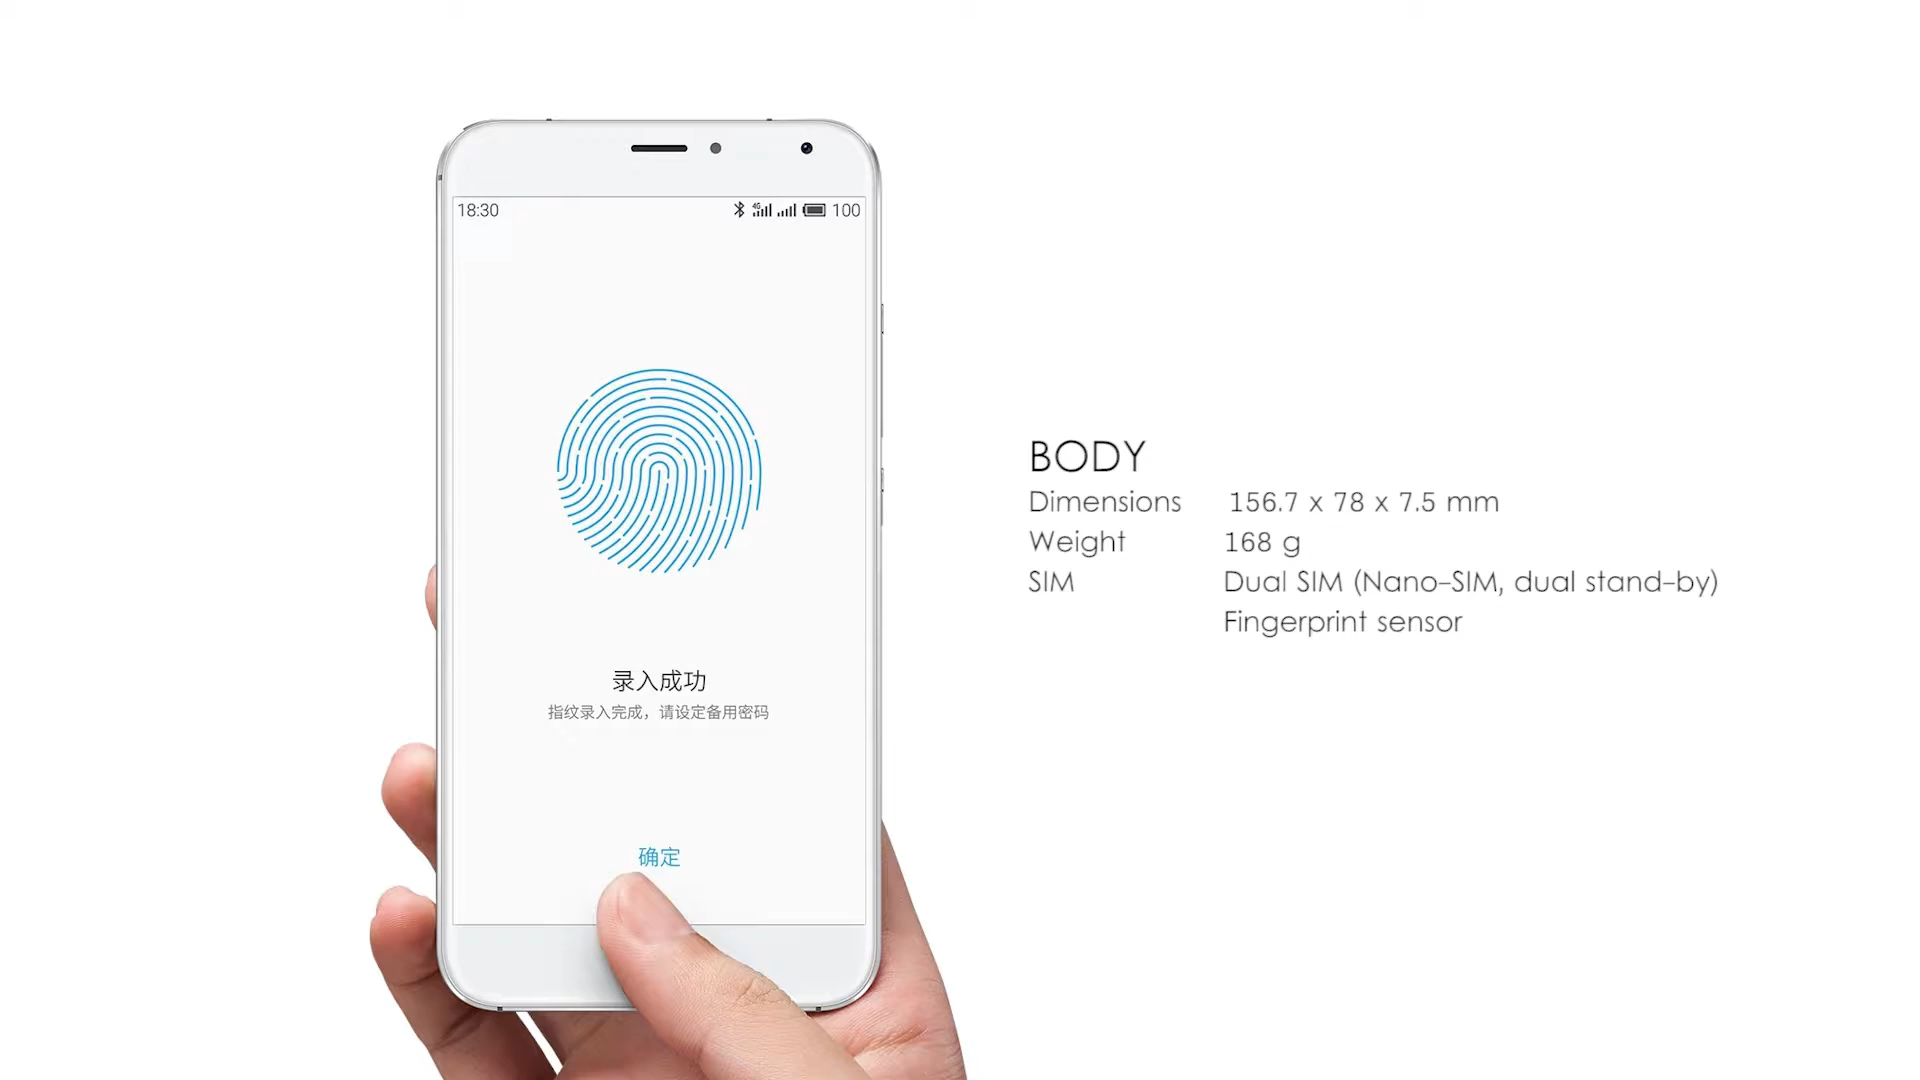 18:30 4G 100
录入成功
指纹录入完成，请设定备用密码
确定
BODY
Dimensions 156.7 x 78 x 7.5 mm
Weight 168 g
SIM Dual SIM (Nano-SIM, dual stand-by)
Fingerprint sensor